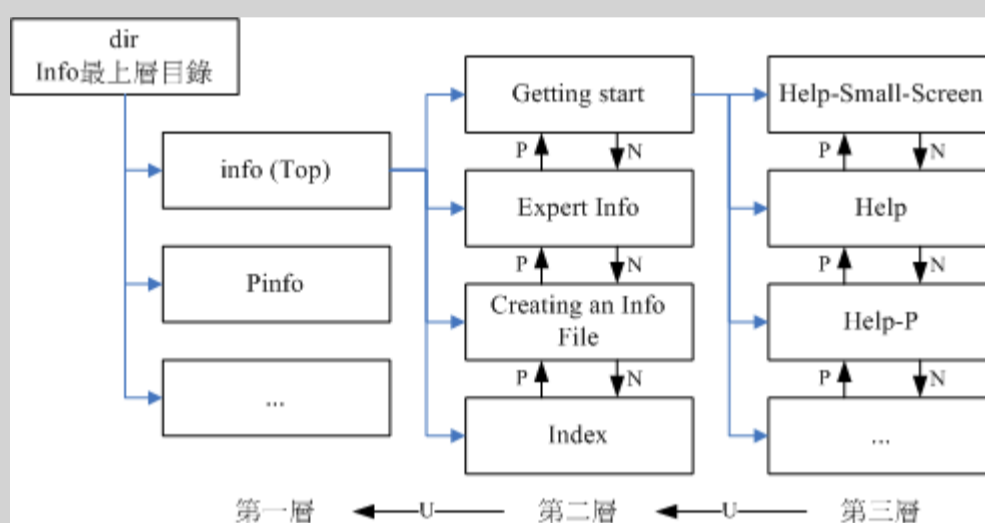 dir
Info最上層目錄
info (Top)
Pinfo
...
Getting start
P
N
Expert Info
P
N
Creating an Info
File
P
N
Index
Help-Small-Screen
P
N
Help
P
N
Help-P
P
N
...
第一層
U
第二層
U
第三層